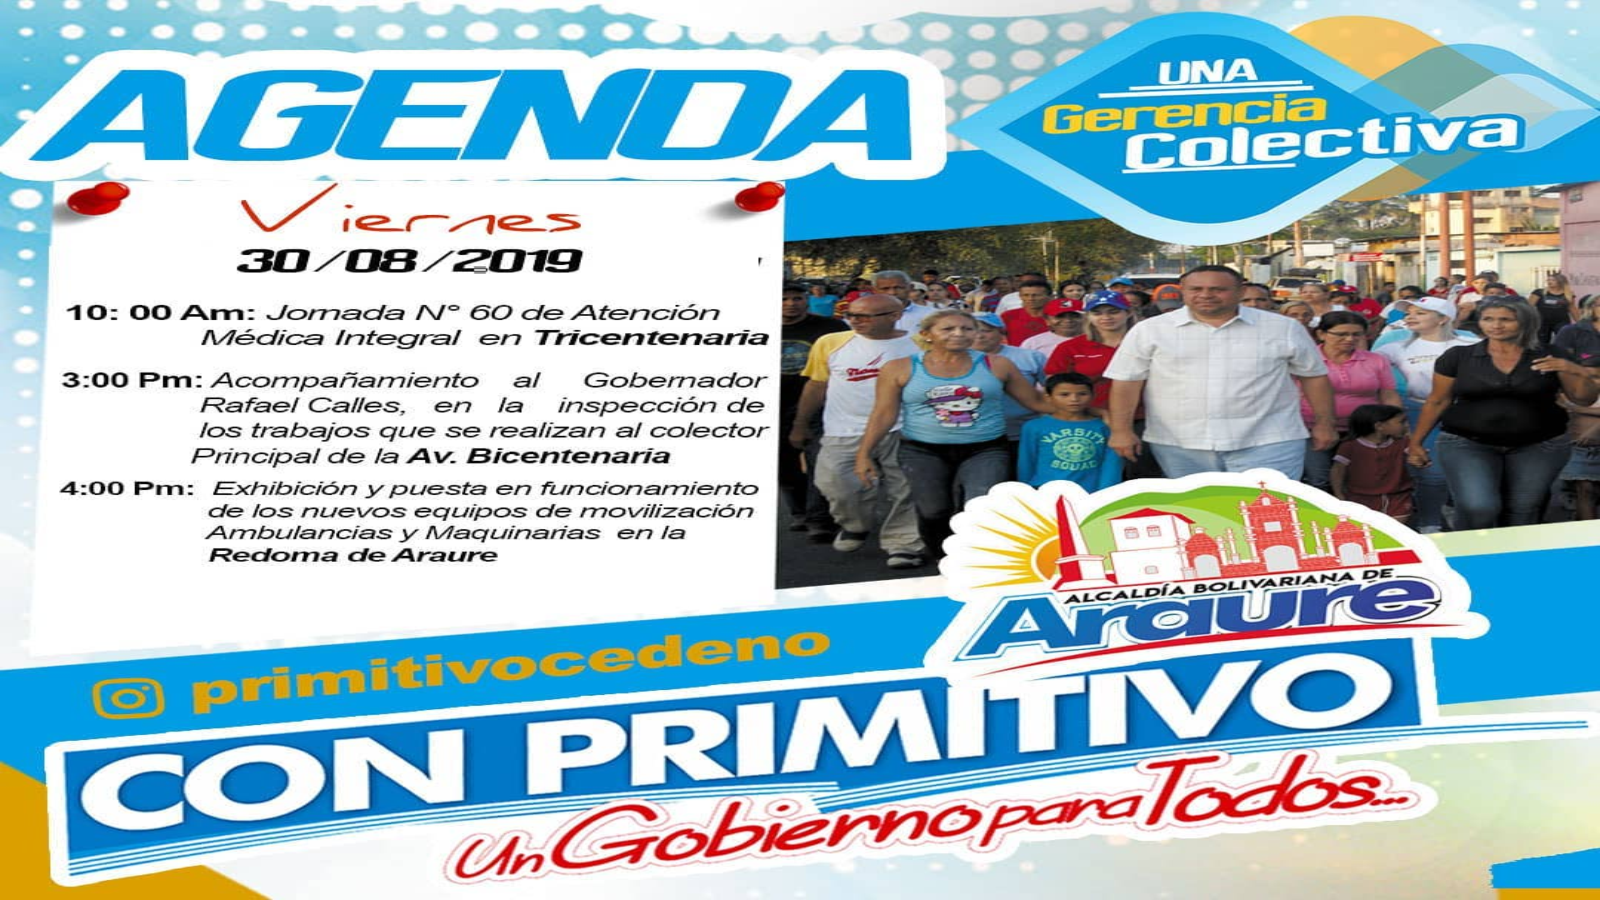 AGENDA
UNA
Gerencia
Colectiva
Viernes
30/08/2019
10: 00 Am: Jornada N° 60 de Atención
Médica Integral en Tricentenaria
3:00 Pm: Acompañamiento al Gobernador
Rafael Calles, en la inspección de
los trabajos que se realizan al colector
Principal de la Av. Bicentenaria
4:00 Pm: Exhibición y puesta en funcionamiento
de los nuevos equipos de movilización
Ambulancias y Maquinarias en la
Redoma de Araure
VARSITY
SQUAD
ALCALDÍA BOLIVARIANA DE
Araure
primitivocedeno
CON PRIMITIVO
Un Gobierno para Todos...